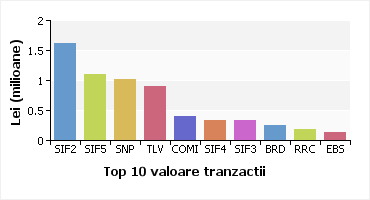 Lei (milioane)
2
1.5
1
0.5
0
SIF2 SIF5 SNP TLV COMI SIF4 SIF3 BRD RRC EBS
Top 10 valoare tranzactii